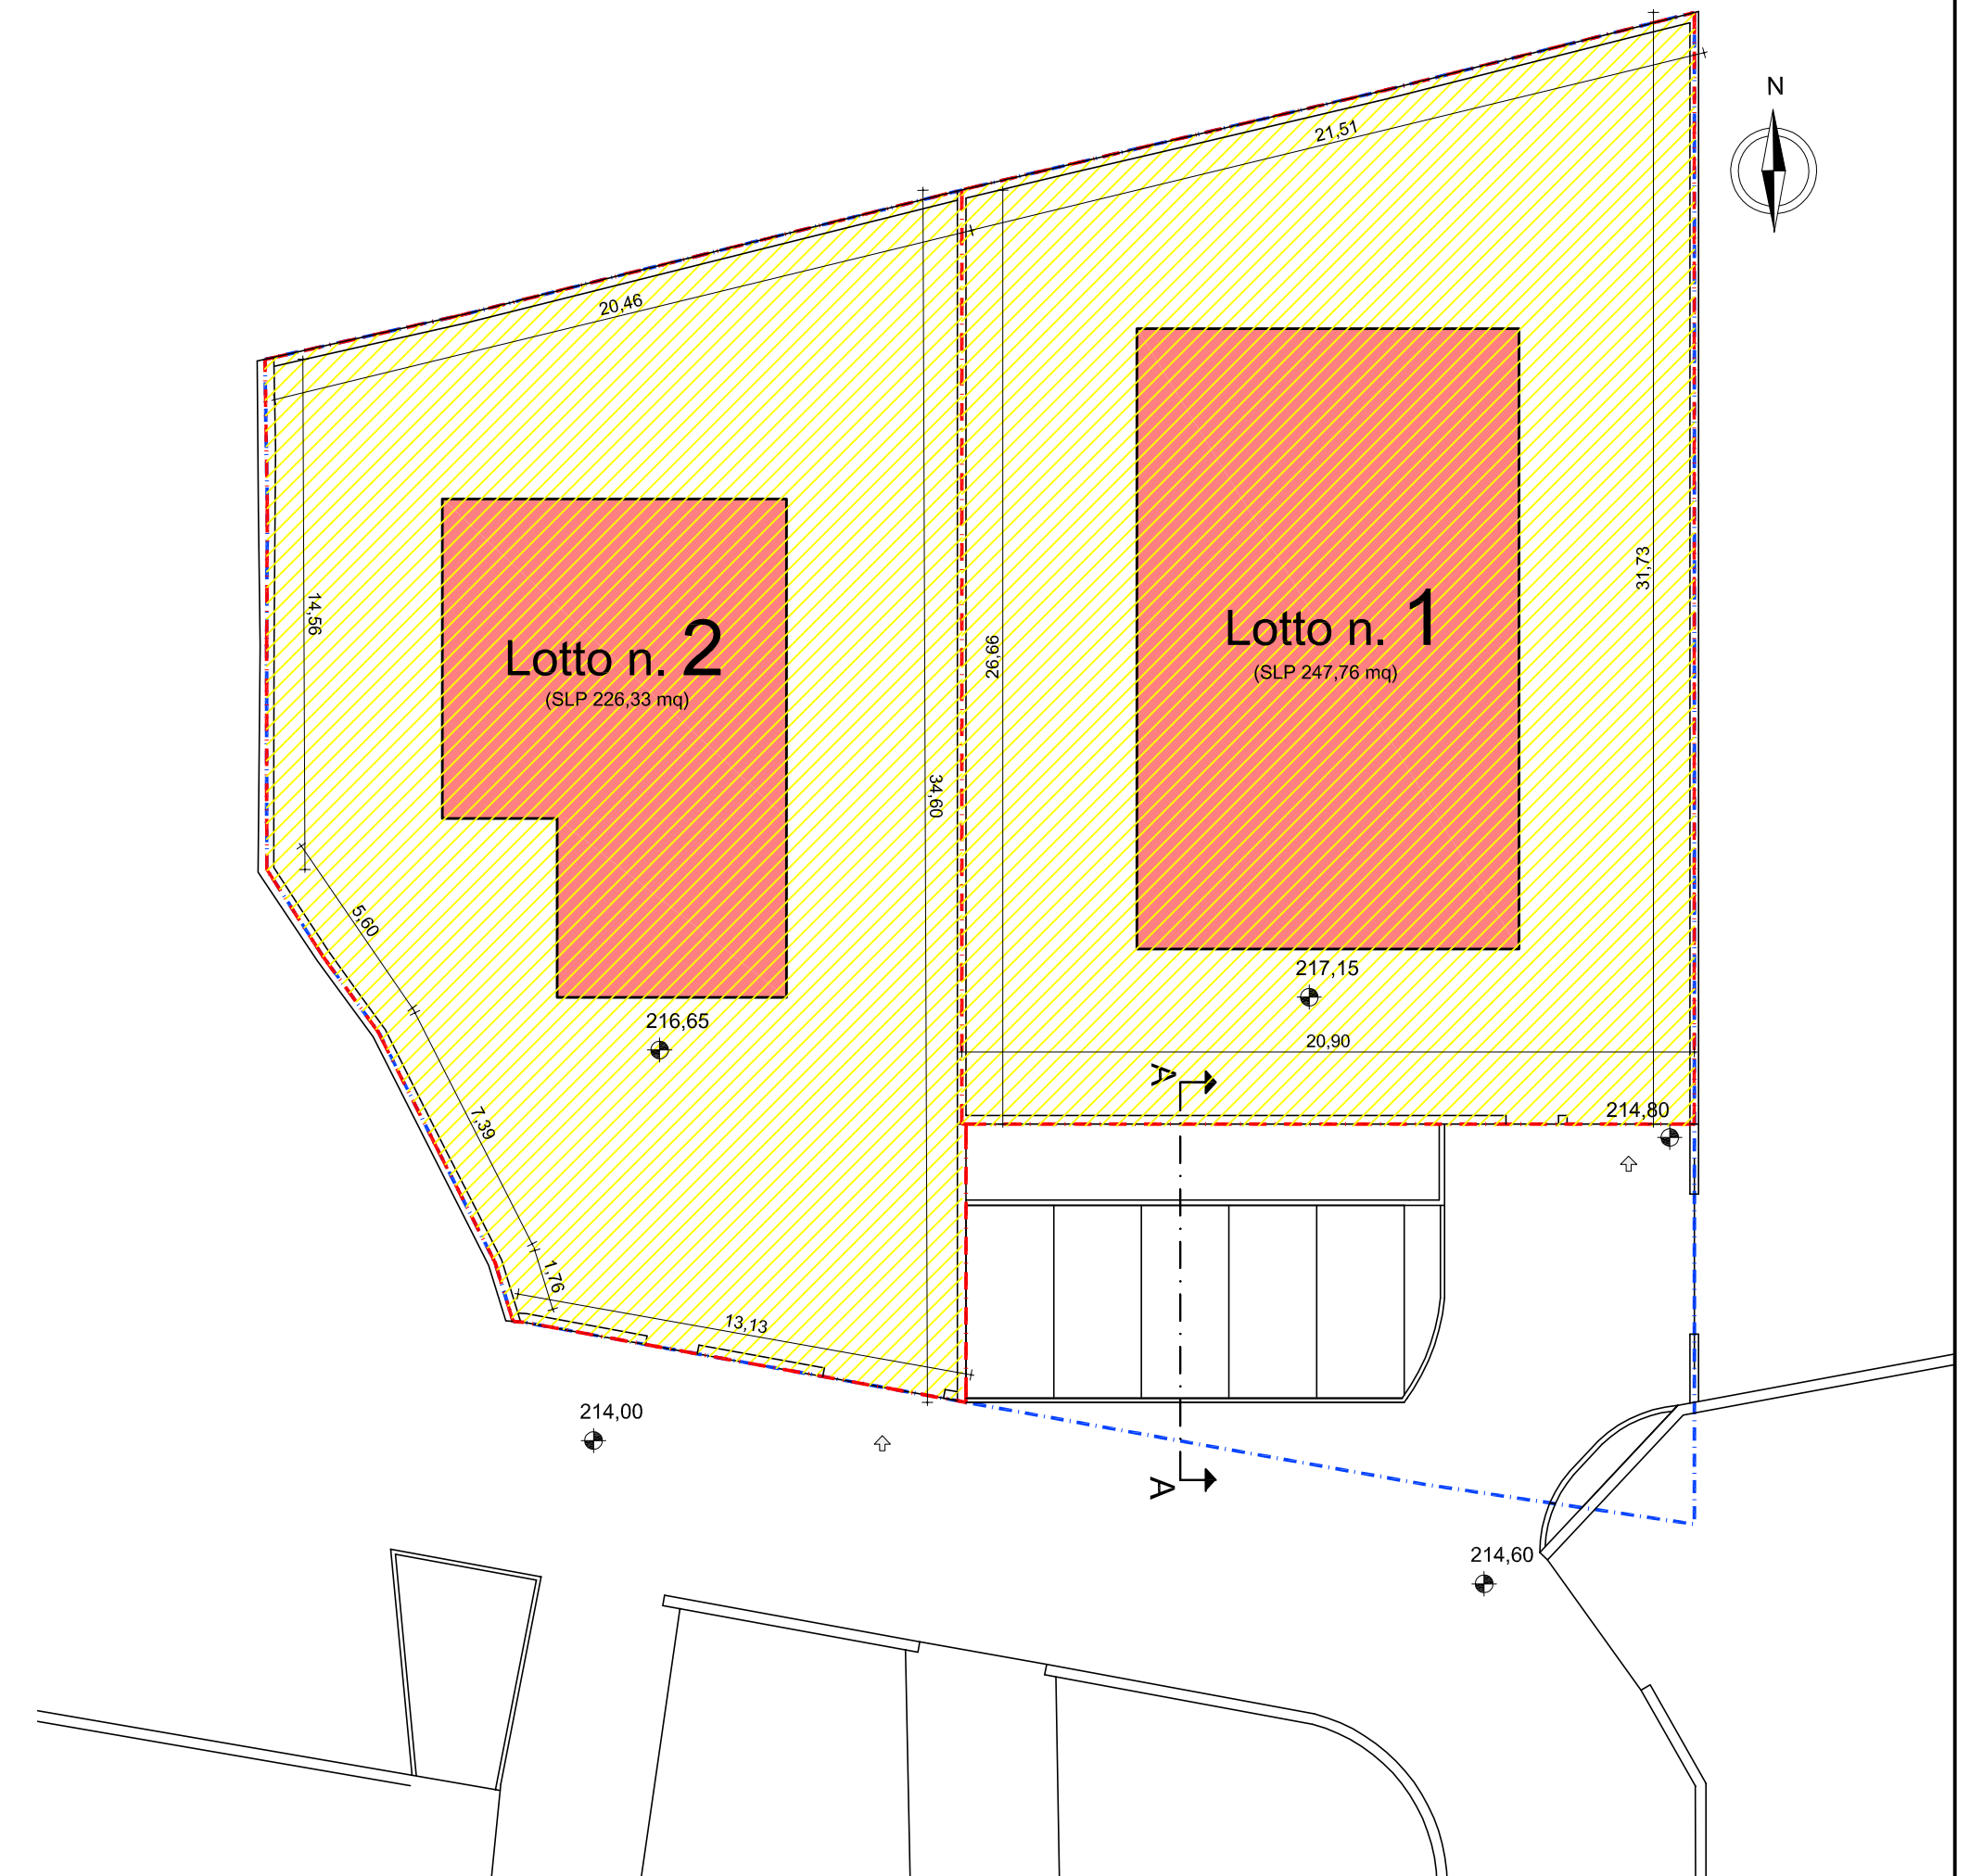 N
21,51
20,46
31,73
14,56
29,66
Lotto n. 2
(SLP 226,33 mq)
Lotto n. 1
(SLP 247,76 mq)
34,60
5,60
217,15
216,65
20,90
A
7,39
214,80
1,76
13,13
214,00
A
214,60